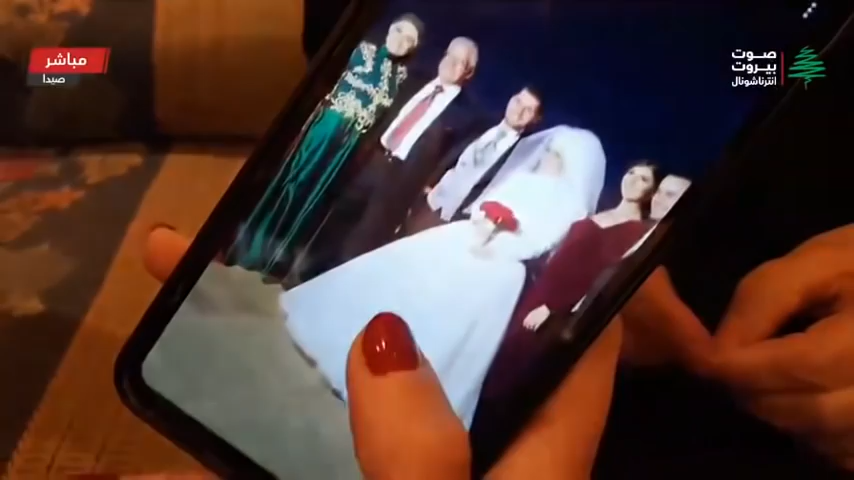 مباشر
صيدا
صوت
بيروت
انترناشونال